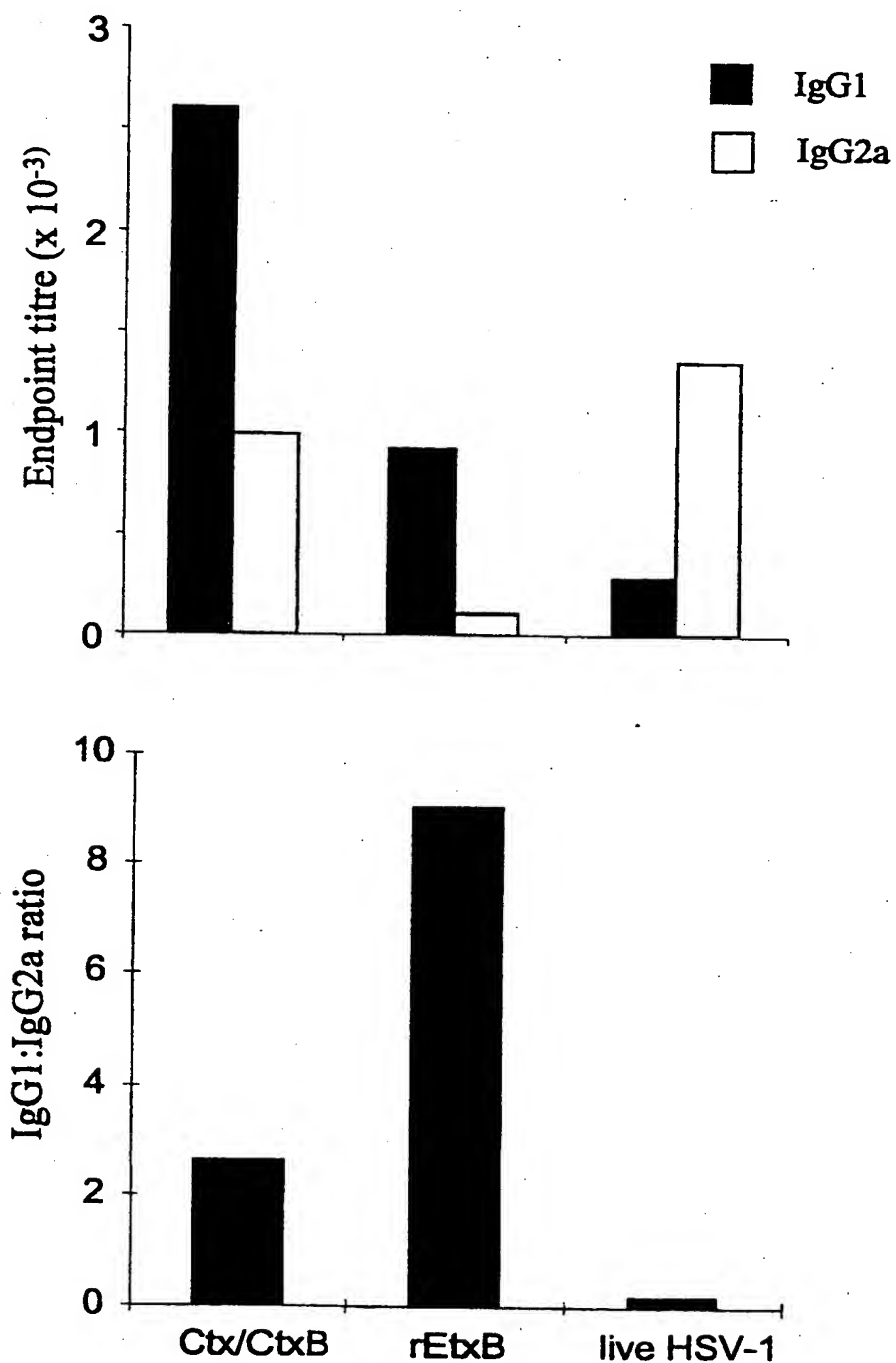 3
IgG1
IgG2a
2
1
0
Endpoint titre (x 10⁻³)
10
8
6
4
2
0
IgG1:IgG2a ratio
Ctx/CtxB
rEtxB
live HSV-1